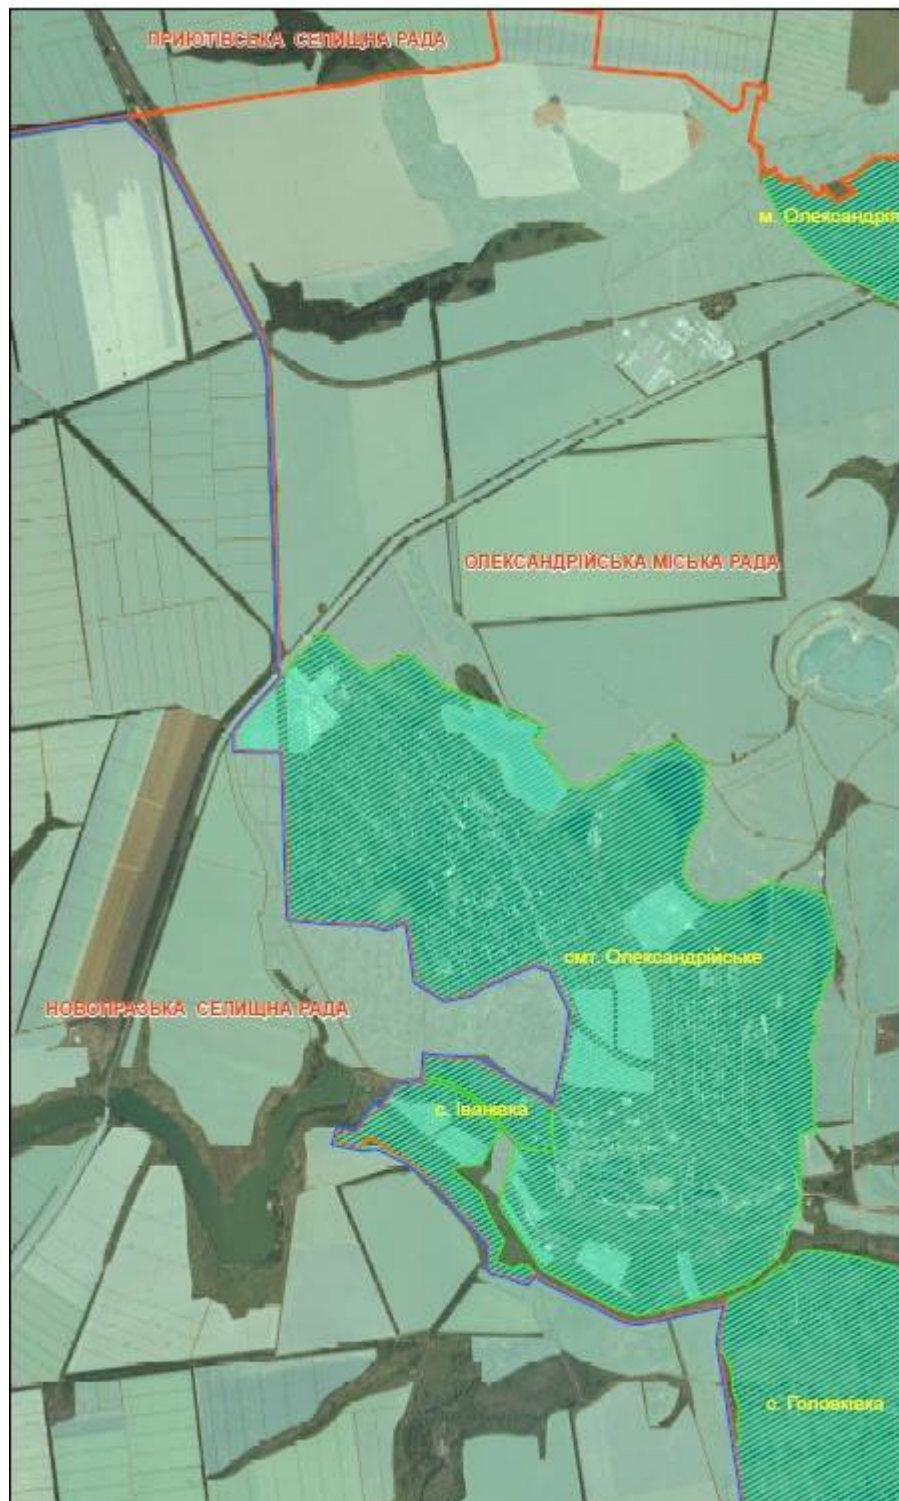 ПРИЮТІВСЬКА СЕЛИЩНА РАДА
м. Олександрія
ОЛЕКСАНДРІЙСЬКА МІСЬКА РАДА
смт. Олександрійське
НОВОПРАЗЬКА СЕЛИЩНА РАДА
с. Іванівка
с. Головківка